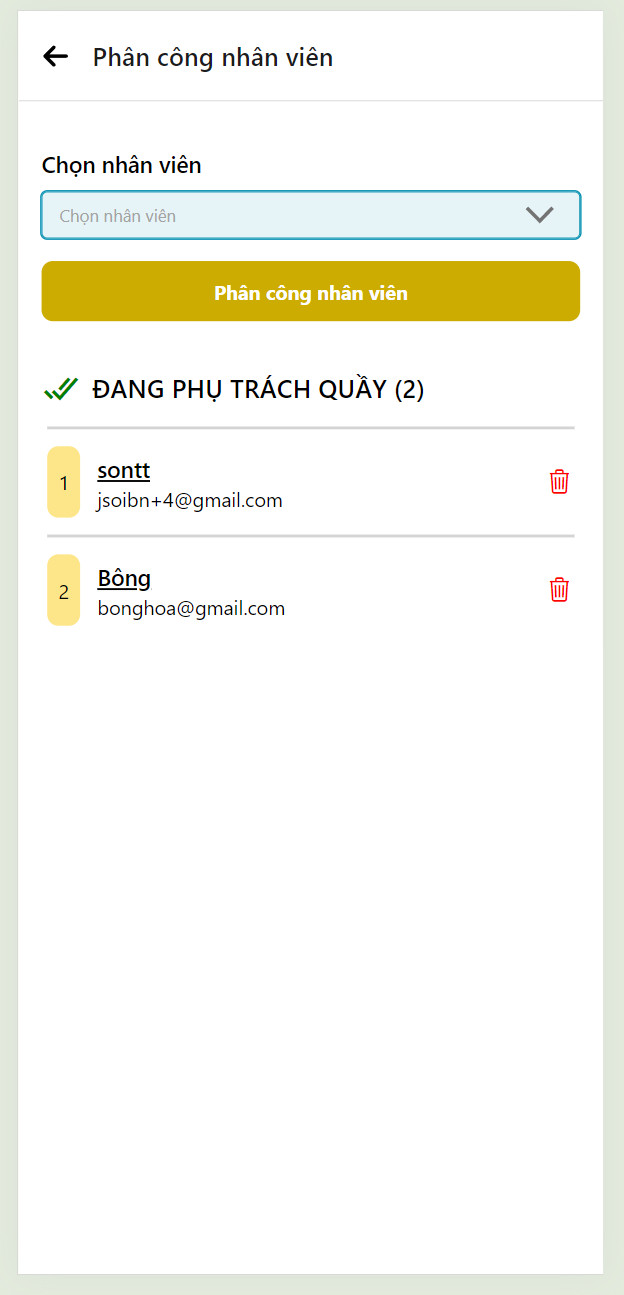 Phân công nhân viên
Chọn nhân viên
Chọn nhân viên
Phân công nhân viên
ĐANG PHỤ TRÁCH QUẦY (2)
1
sontt
jsoibn+4@gmail.com
2
Bông
bonghoa@gmail.com